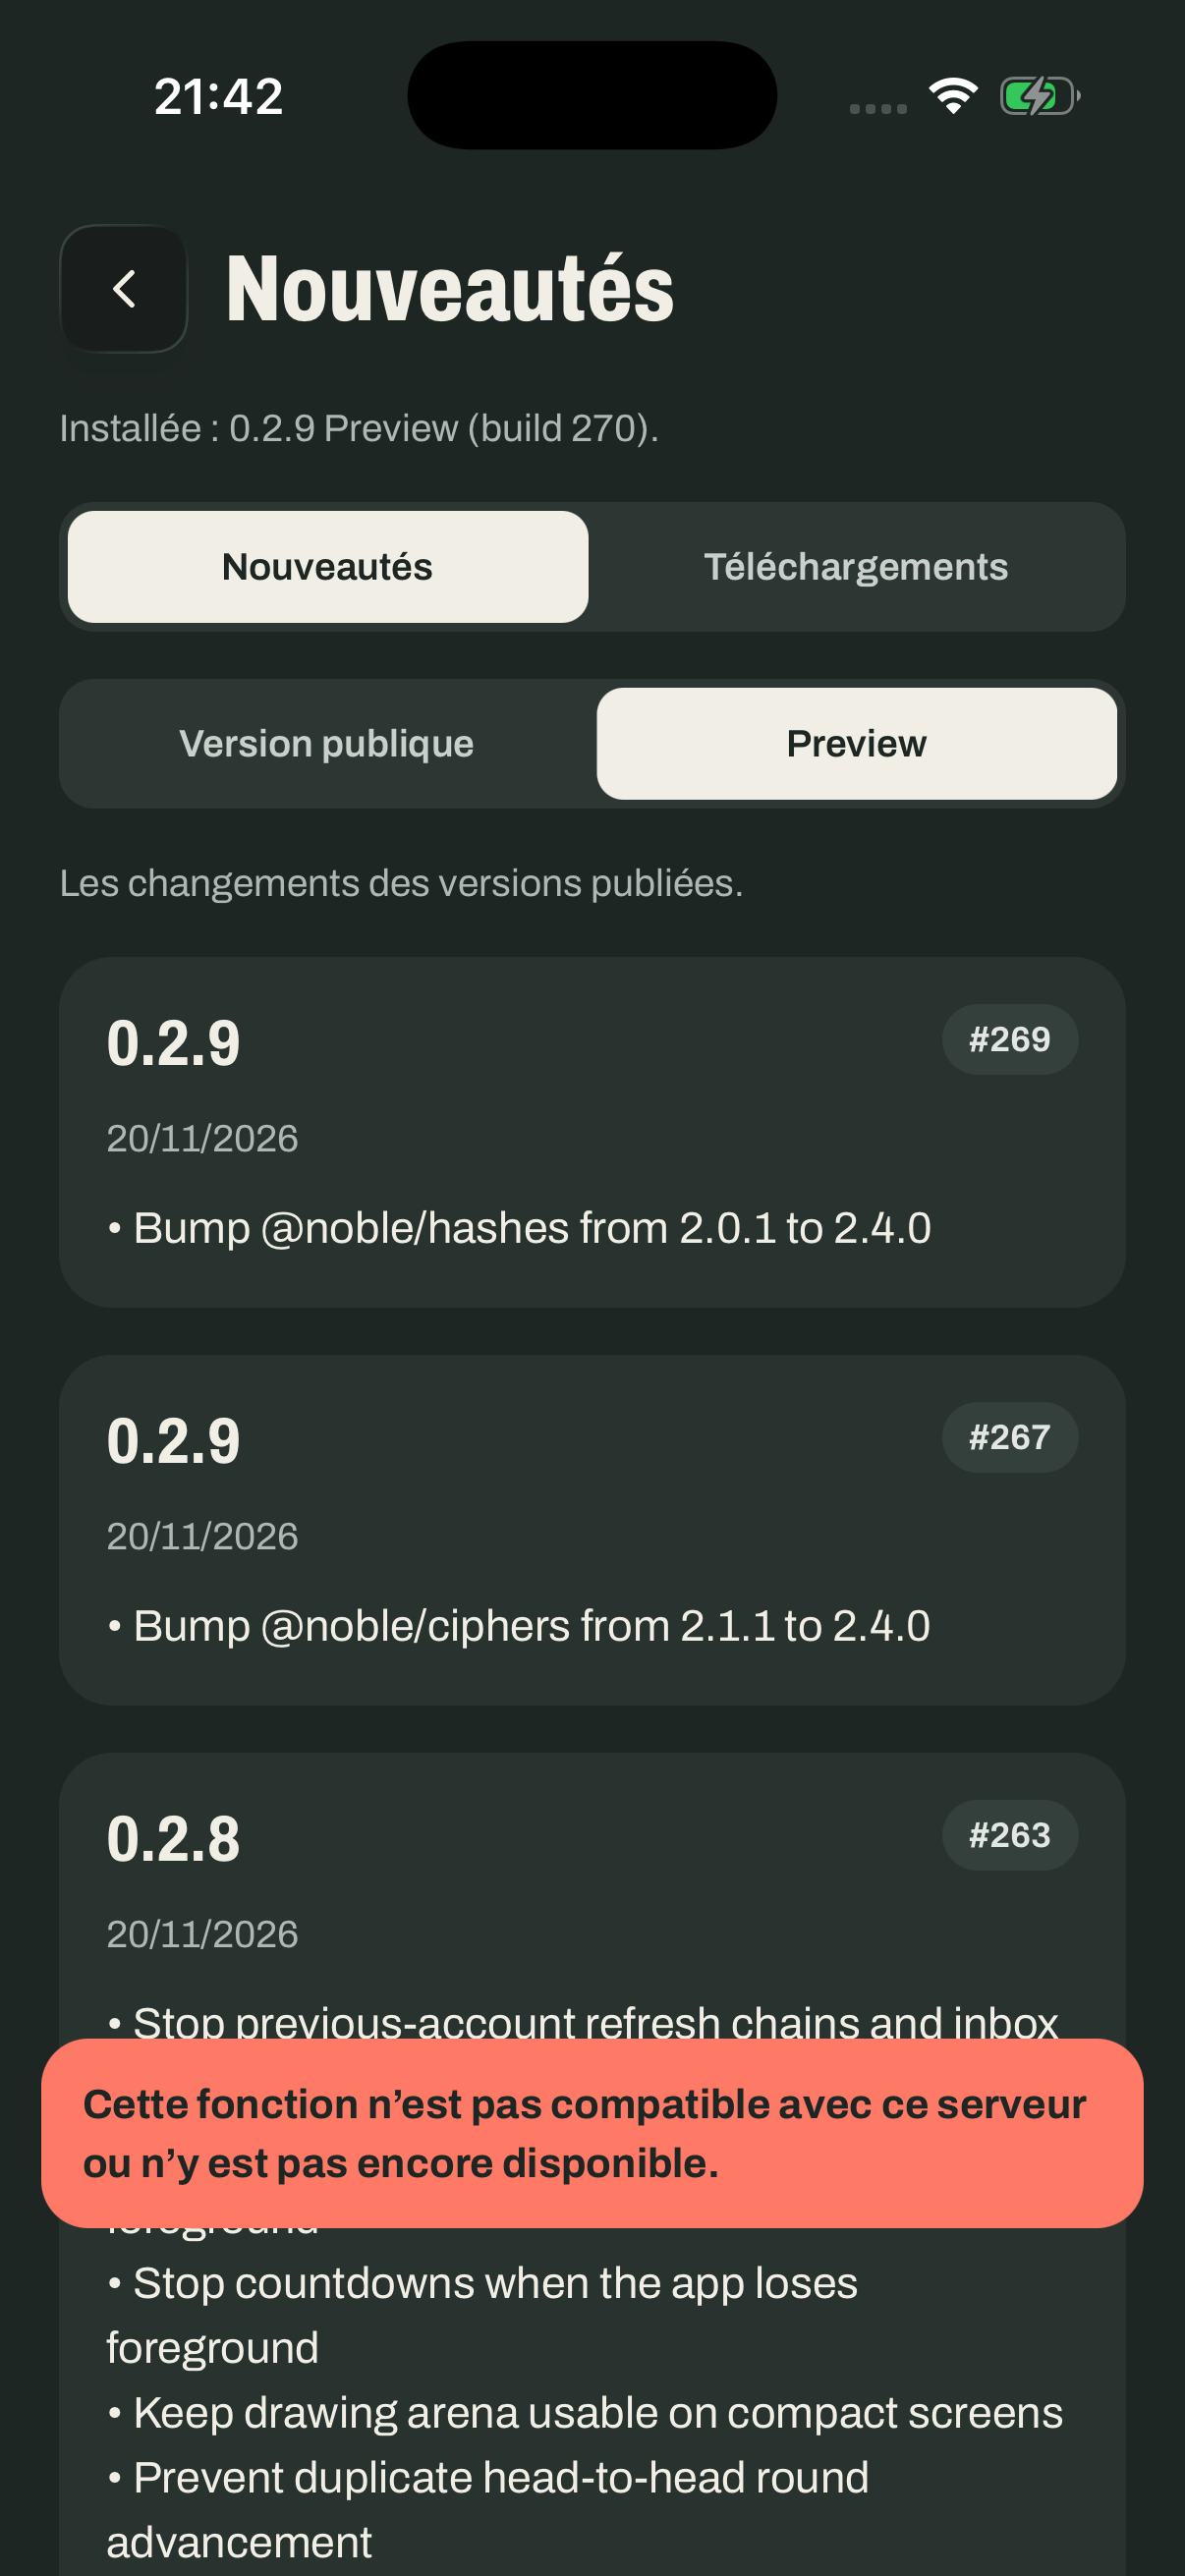 21:42
Nouveautés
Installée : 0.2.9 Preview (build 270).
Nouveautés
Téléchargements
Version publique
Preview
Les changements des versions publiées.
0.2.9
#269
20/11/2026
• Bump @noble/hashes from 2.0.1 to 2.4.0
0.2.9
#267
20/11/2026
• Bump @noble/ciphers from 2.1.1 to 2.4.0
0.2.8
#263
20/11/2026
• Stop previous-account refresh chains and inbox
Cette fonction n’est pas compatible avec ce serveur
ou n’y est pas encore disponible.
foreground
• Stop countdowns when the app loses
foreground
• Keep drawing arena usable on compact screens
• Prevent duplicate head-to-head round
advancement